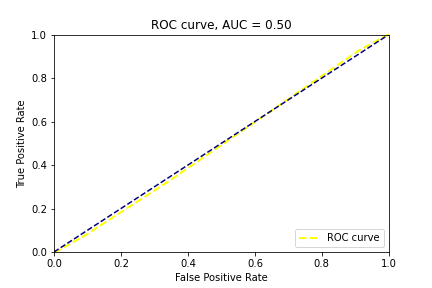 ROC curve, AUC = 0.50
True Positive Rate
1.0
0.8
0.6
0.4
0.2
0.0
0.0 0.2 0.4 0.6 0.8 1.0
False Positive Rate
ROC curve